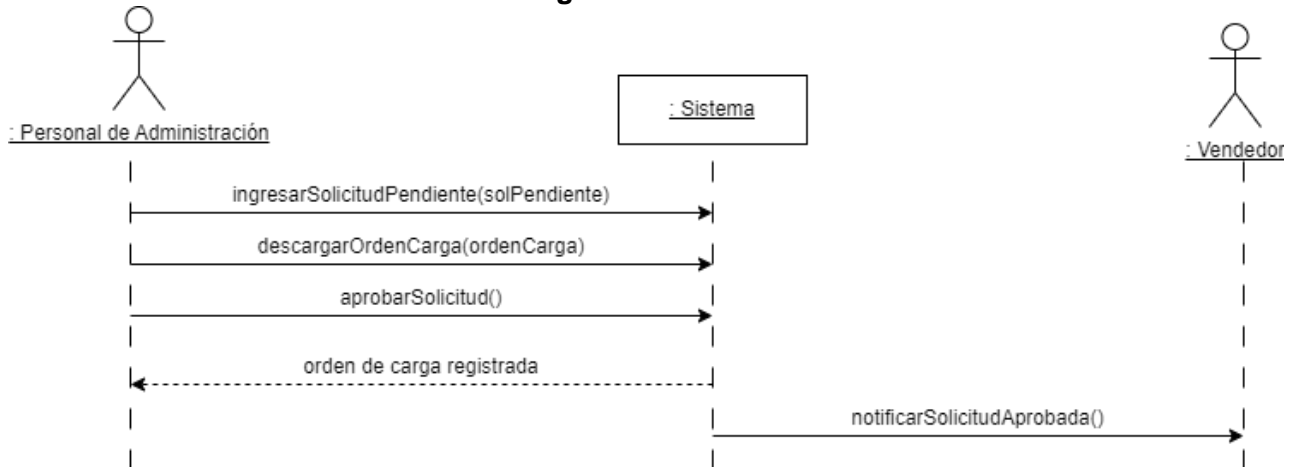 : Personal de Administración
: Sistema
: Vendedor
ingresarSolicitudPendiente(solPendiente)
descargarOrdenCarga(ordenCarga)
aprobarSolicitud()
orden de carga registrada
notificarSolicitudAprobada()